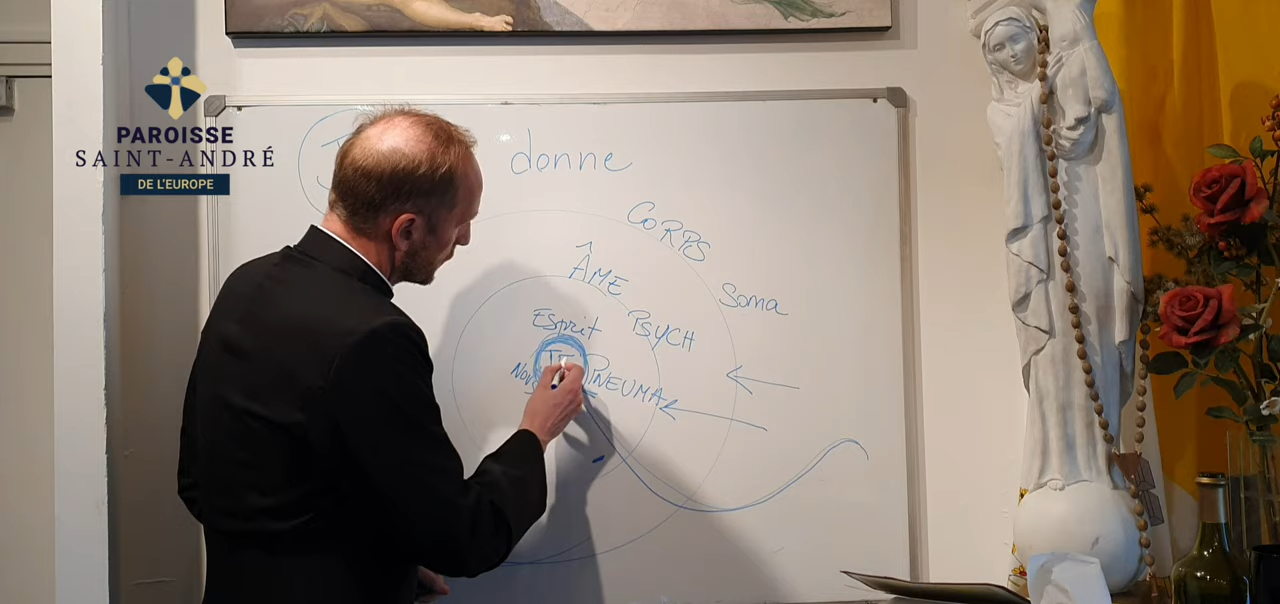 PAROISSE
SAINT-ANDRÉ
DE L'EUROPE
donne
CORPS
ÂME
Soma
Esprit
PSYCH
PNEUMA